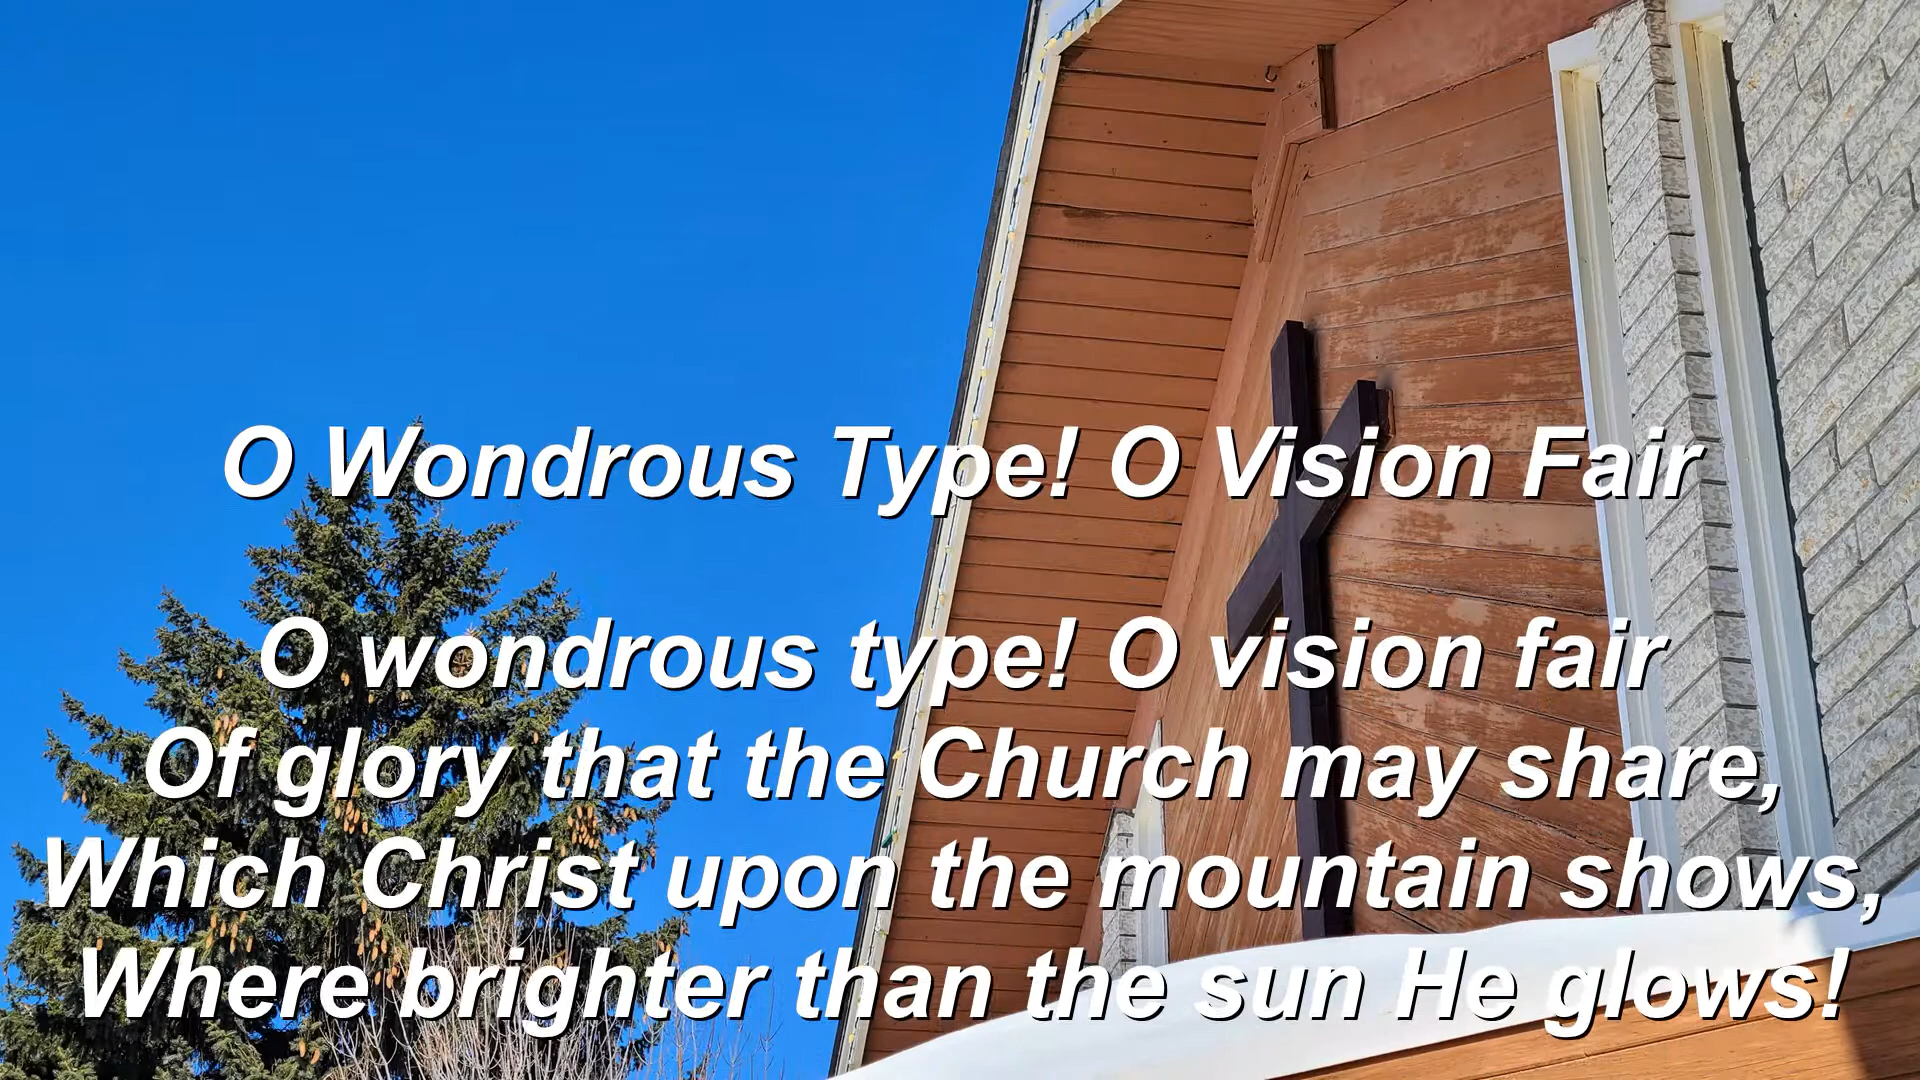 O Wondrous Type! O Vision Fair
O wondrous type! O vision fair
Of glory that the Church may share,
Which Christ upon the mountain shows,
Where brighter than the sun He glows!